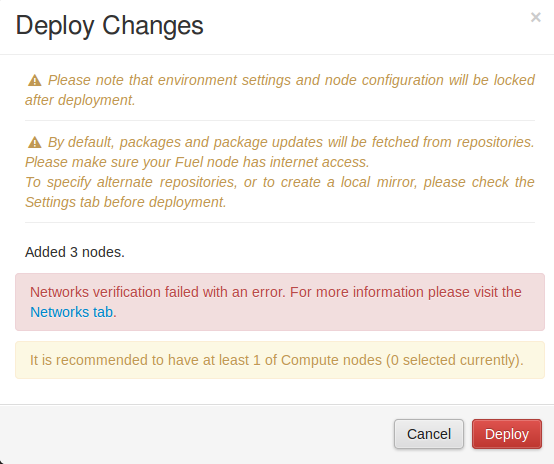 Deploy Changes
×
Please note that environment settings and node configuration will be locked
after deployment.
By default, packages and package updates will be fetched from repositories.
Please make sure your Fuel node has internet access.
To specify alternate repositories, or to create a local mirror, please check the
Settings tab before deployment.
Added 3 nodes.
Networks verification failed with an error. For more information please visit the
Networks tab.
It is recommended to have at least 1 of Compute nodes (0 selected currently).
Cancel
Deploy